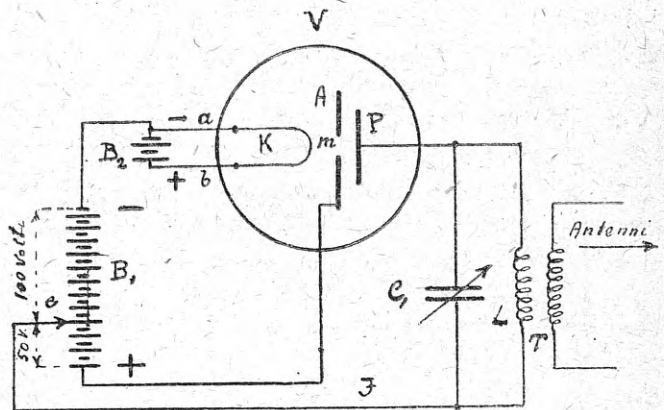 V
A
P
− a
K
m
B₂
+ b
−
100 Volt.
B₁
e
50 v.
+
C₁
L
T
Antenni
J